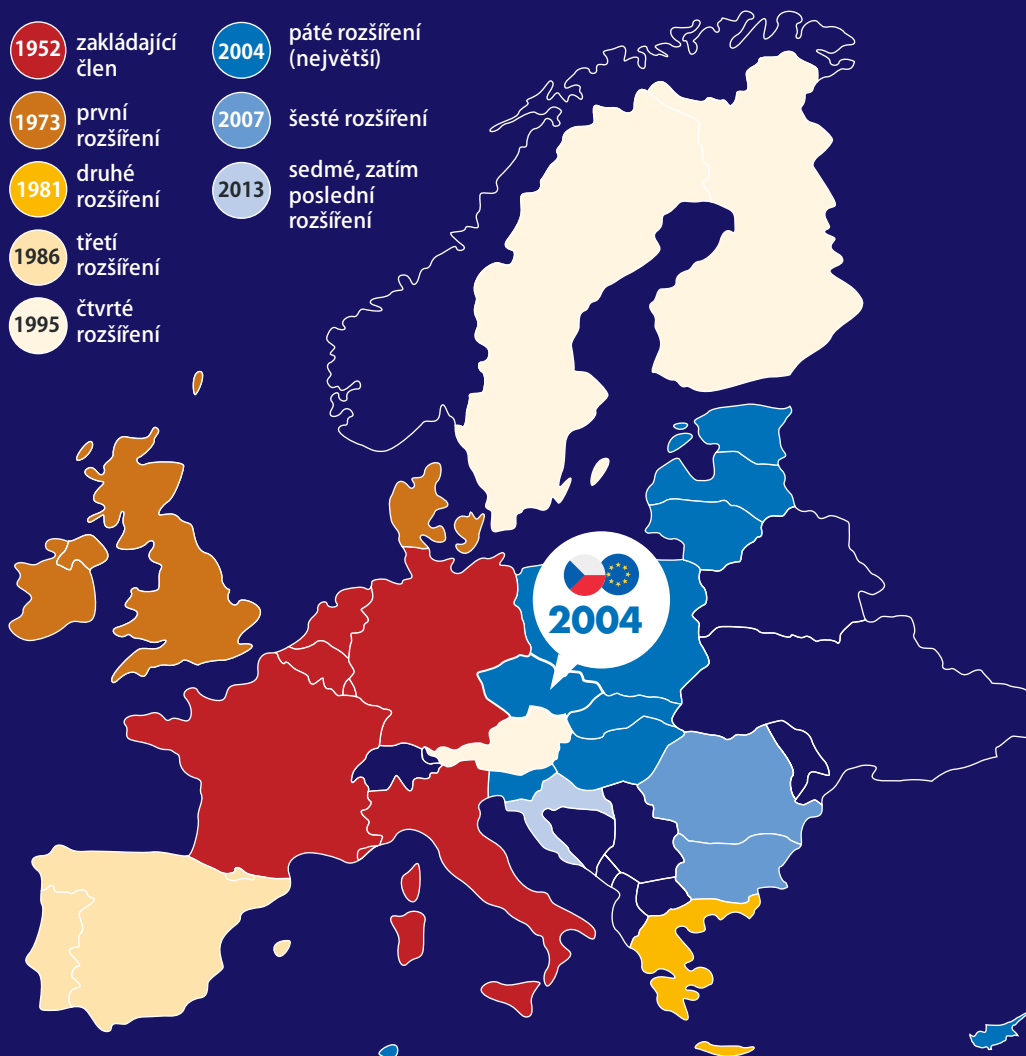 1952
zakládající
člen
1973
první
rozšíření
1981
druhé
rozšíření
1986
třetí
rozšíření
1995
čtvrté
rozšíření
2004
páté rozšíření
(největší)
2007
šesté rozšíření
2013
sedmé, zatím
poslední
rozšíření
2004